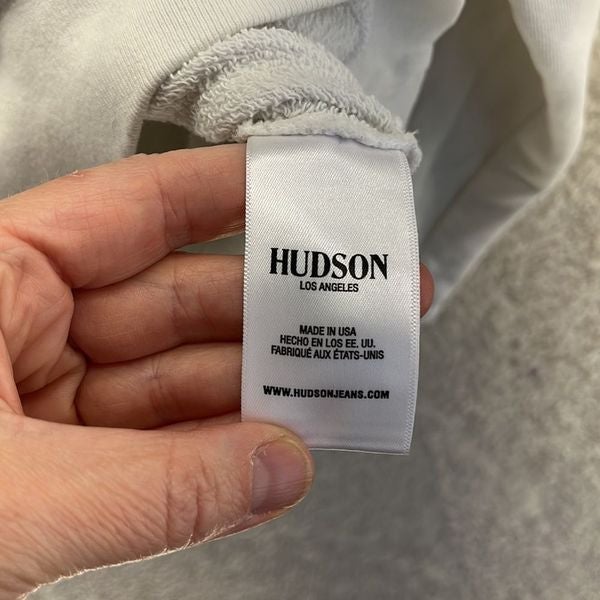 HUDSON
LOS ANGELES
MADE IN USA
HECHO EN LOS EE. UU.
FABRIQUÉ AUX ÉTATS-UNIS
WWW.HUDSONJEANS.COM